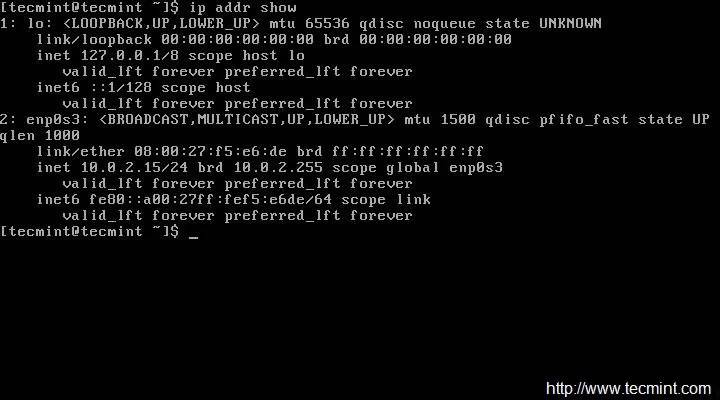 [tecmint@tecmint ~]$ ip addr show
1: lo: <LOOPBACK,UP,LOWER_UP> mtu 65536 qdisc noqueue state UNKNOWN
    link/loopback 00:00:00:00:00:00 brd 00:00:00:00:00:00
    inet 127.0.0.1/8 scope host lo
       valid_lft forever preferred_lft forever
    inet6 ::1/128 scope host
       valid_lft forever preferred_lft forever
2: enp0s3: <BROADCAST,MULTICAST,UP,LOWER_UP> mtu 1500 qdisc pfifo_fast state UP
qlen 1000
    link/ether 08:00:27:f5:e6:de brd ff:ff:ff:ff:ff:ff
    inet 10.0.2.15/24 brd 10.0.2.255 scope global enp0s3
       valid_lft forever preferred_lft forever
    inet6 fe80::a00:27ff:fef5:e6de/64 scope link
       valid_lft forever preferred_lft forever
[tecmint@tecmint ~]$ _
http://www.tecmint.com